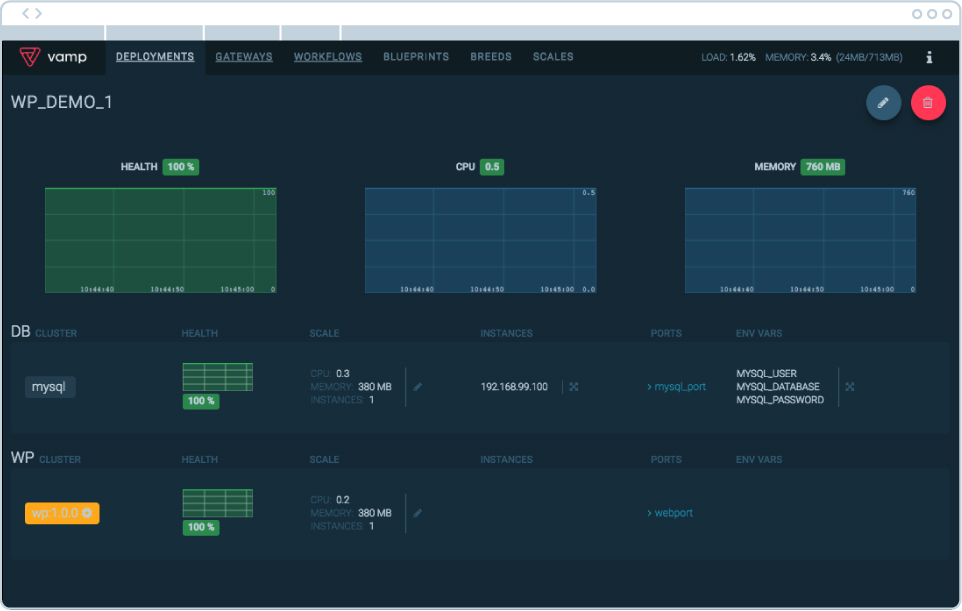 vamp DEPLOYMENTS GATEWAYS WORKFLOWS BLUEPRINTS BREEDS SCALES LOAD: 1.62% MEMORY: 3.4% (24MB/713MB) i
WP_DEMO_1
HEALTH 100 % CPU 0.5 MEMORY 760 MB
100 0.5 760
10:44:40 10:44:50 10:45:00 0 10:44:40 10:44:50 10:45:00 0.0 10:44:40 10:44:50 10:45:00 0
DB CLUSTER HEALTH SCALE INSTANCES PORTS ENV VARS
CPU: 0.3 MYSQL_USER
mysql MEMORY: 380 MB 192.168.99.100 > mysql_port MYSQL_DATABASE
100 % INSTANCES: 1 MYSQL_PASSWORD
WP CLUSTER HEALTH SCALE INSTANCES PORTS ENV VARS
CPU: 0.2
wp:1.0.0 MEMORY: 380 MB > webport
100 % INSTANCES: 1